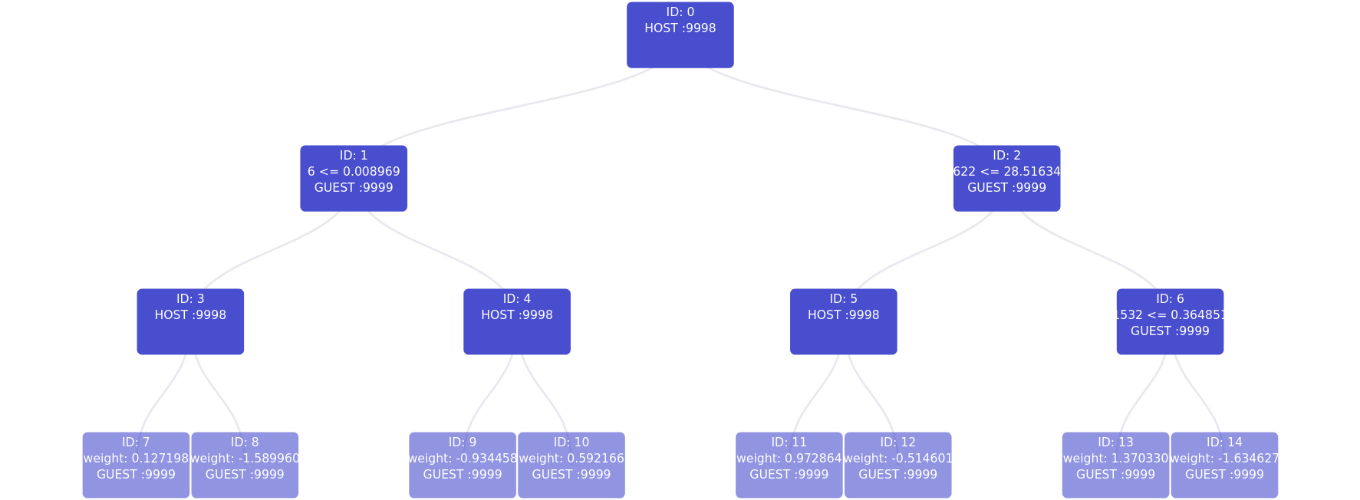 ID: 0
HOST :9998
ID: 1
6 <= 0.008969
GUEST :9999
ID: 2
622 <= 28.51634
GUEST :9999
ID: 3
HOST :9998
ID: 4
HOST :9998
ID: 5
HOST :9998
ID: 6
1532 <= 0.364851
GUEST :9999
ID: 7
weight: 0.127198
GUEST :9999
ID: 8
weight: -1.589960
GUEST :9999
ID: 9
weight: -0.934458
GUEST :9999
ID: 10
weight: 0.592166
GUEST :9999
ID: 11
weight: 0.972864
GUEST :9999
ID: 12
weight: -0.514601
GUEST :9999
ID: 13
weight: 1.370330
GUEST :9999
ID: 14
weight: -1.634627
GUEST :9999